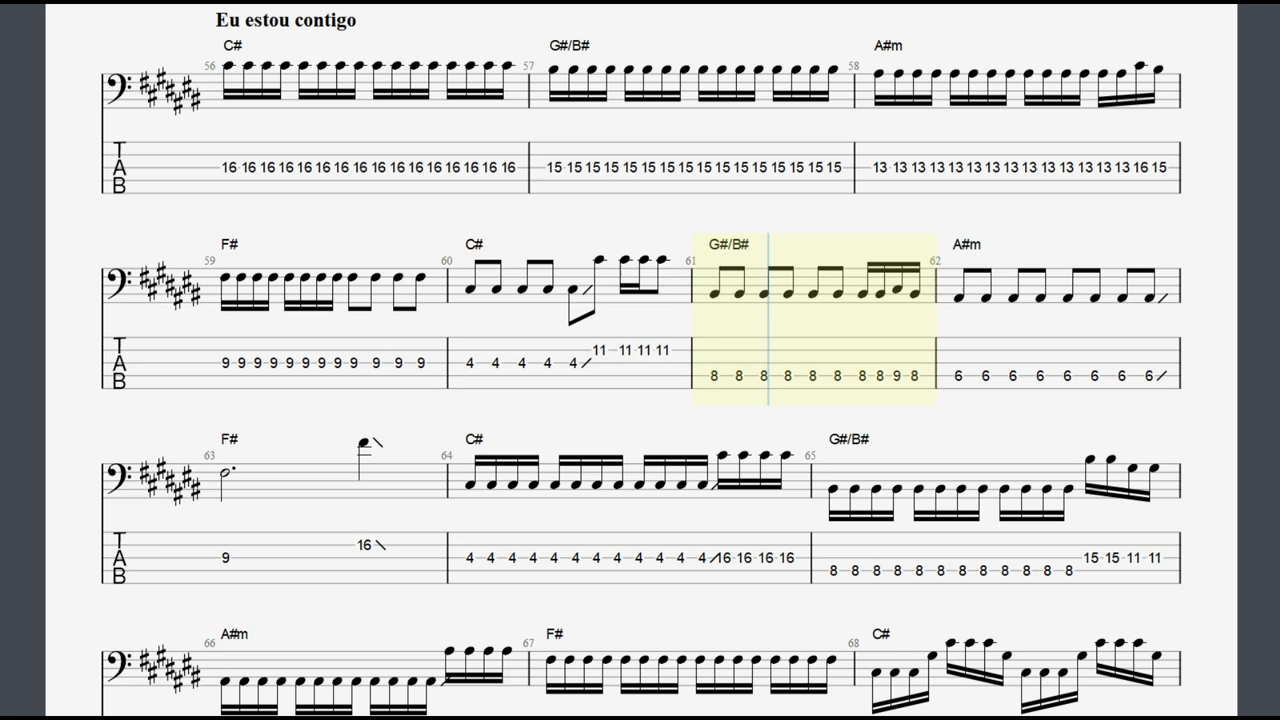 Eu estou contigo
C# G#/B# A#m
56 57 58
T 16 16 16 16 16 16 16 16 16 16 16 16 16 16 16 16 15 15 15 15 15 15 15 15 15 15 15 15 15 15 15 15 13 13 13 13 13 13 13 13 13 13 13 13 13 13 16 15
A
B
F# C# G#/B# A#m
59 60 61 62
T 11 11 11 11
A 9 9 9 9 9 9 9 9 9 9 9 9 4 4 4 4 4
B 8 8 8 8 8 8 8 8 9 8 6 6 6 6 6 6 6 6
F# C# G#/B#
63 64 65
T 16
A 9 4 4 4 4 4 4 4 4 4 4 4 4 16 16 16 16 15 15 11 11
B 8 8 8 8 8 8 8 8 8 8 8 8
A#m F# C#
66 67 68